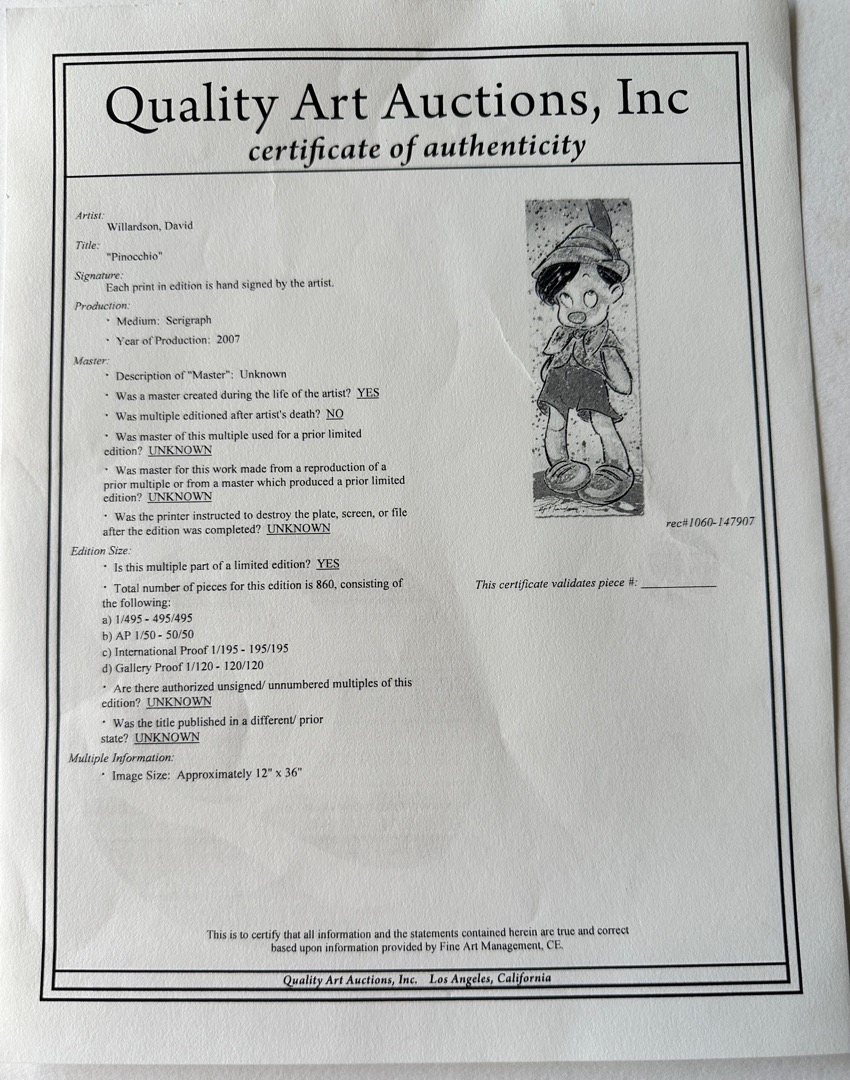 Quality Art Auctions, Inc
certificate of authenticity
Artist:
Willardson, David
Title:
"Pinocchio"
Signature:
Each print in edition is hand signed by the artist.
Production:
· Medium: Serigraph
· Year of Production: 2007
Master:
· Description of "Master": Unknown
· Was a master created during the life of the artist? YES
· Was multiple editioned after artist's death? NO
· Was master of this multiple used for a prior limited
edition? UNKNOWN
· Was master for this work made from a reproduction of a
prior multiple or from a master which produced a prior limited
edition? UNKNOWN
· Was the printer instructed to destroy the plate, screen, or file
after the edition was completed? UNKNOWN
Edition Size:
· Is this multiple part of a limited edition? YES
· Total number of pieces for this edition is 860, consisting of
the following:
a) 1/495 - 495/495
b) AP 1/50 - 50/50
c) International Proof 1/195 - 195/195
d) Gallery Proof 1/120 - 120/120
· Are there authorized unsigned/ unnumbered multiples of this
edition? UNKNOWN
· Was the title published in a different/ prior
state? UNKNOWN
Multiple Information:
· Image Size: Approximately 12" x 36"
rec#1060-147907
This certificate validates piece #: __________
This is to certify that all information and the statements contained herein are true and correct
based upon information provided by Fine Art Management, CE.
Quality Art Auctions, Inc. Los Angeles, California